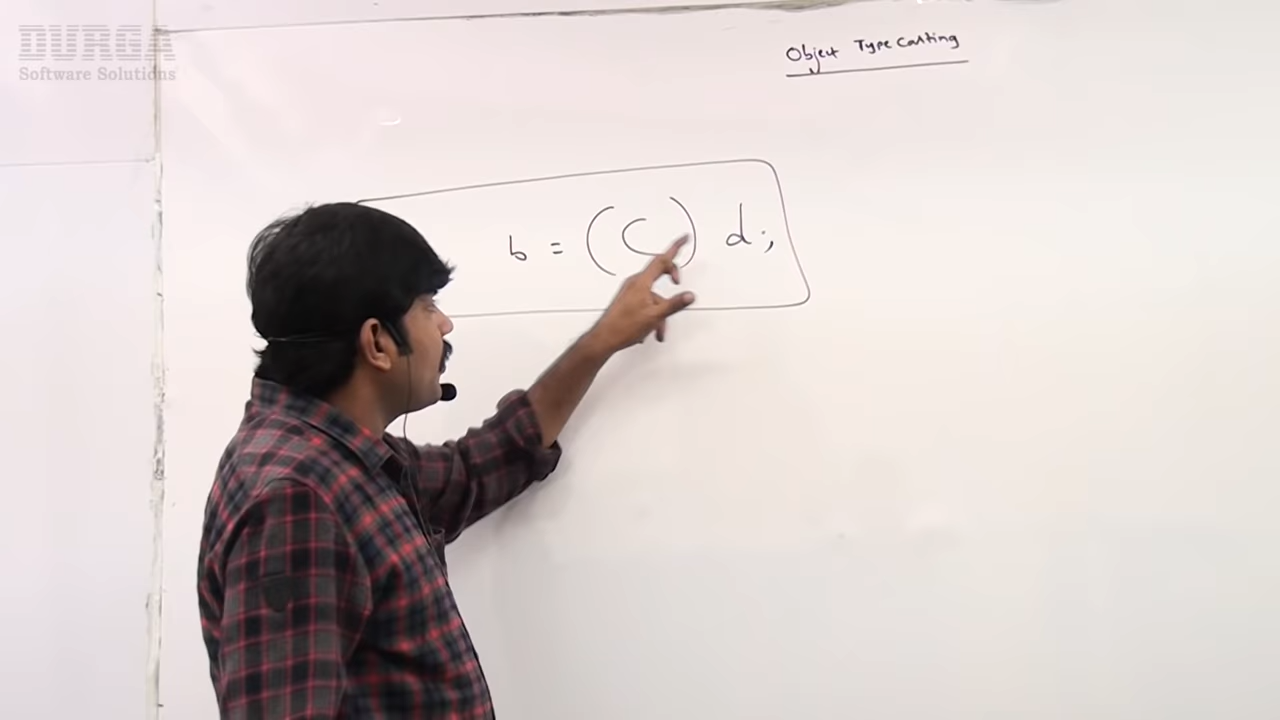 DURGA
Software Solutions
Object Type Casting
b = (C) d;